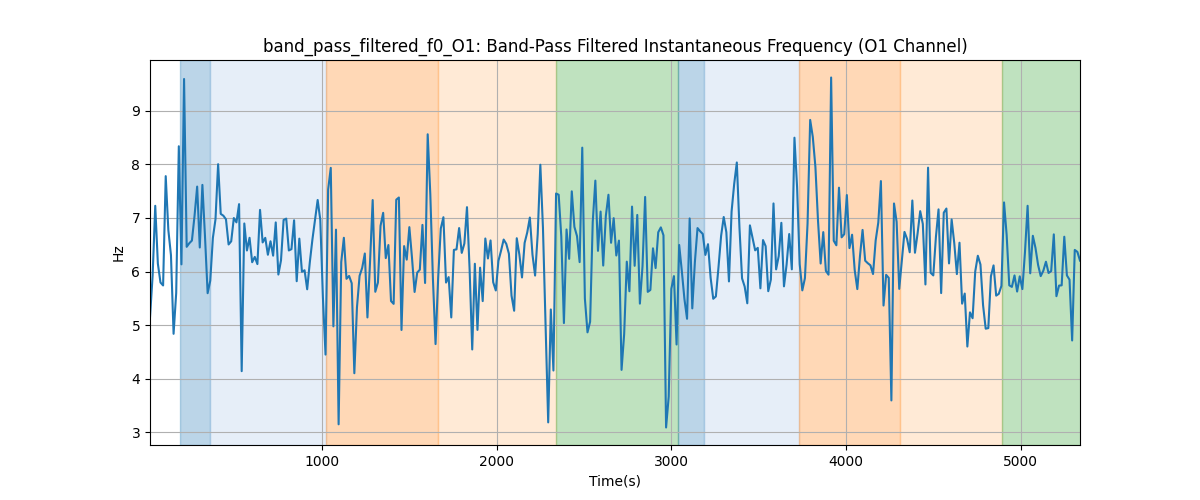 band_pass_filtered_f0_O1: Band-Pass Filtered Instantaneous Frequency (O1 Channel)
Hz
9
8
7
6
5
4
3
1000 2000 3000 4000 5000
Time(s)